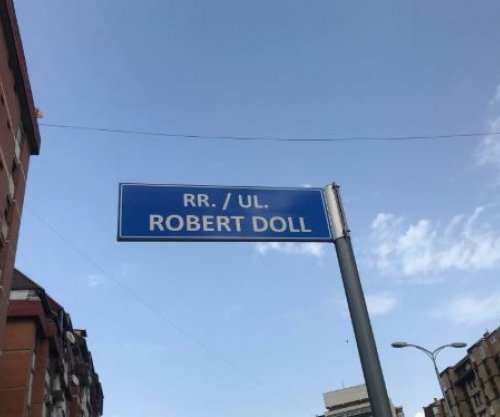 RR. / UL.
ROBERT DOLL